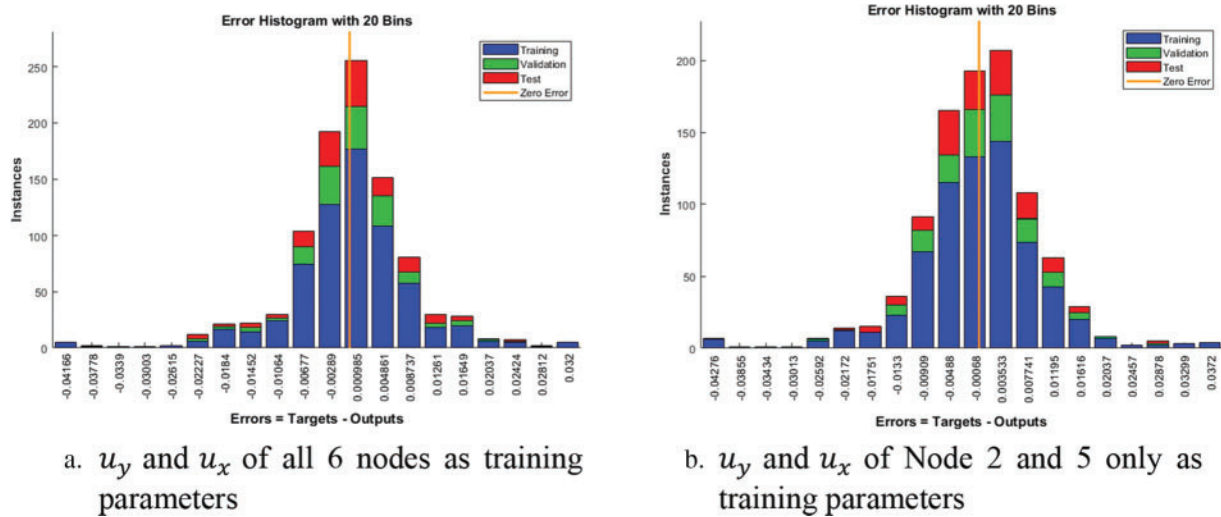 Error Histogram with 20 Bins
250
200
150
100
50
0
Instances
Training
Validation
Test
Zero Error
-0.04166
-0.03778
-0.0339
-0.03003
-0.02615
-0.02227
-0.0184
-0.01452
-0.01064
-0.00677
-0.00289
0.000985
0.004861
0.008737
0.01261
0.01649
0.02037
0.02424
0.02812
0.032
Errors = Targets - Outputs
a. u_y and u_x of all 6 nodes as training
parameters
Error Histogram with 20 Bins
200
150
100
50
0
Instances
Training
Validation
Test
Zero Error
-0.04276
-0.03855
-0.03434
-0.03013
-0.02592
-0.02172
-0.01751
-0.0133
-0.00909
-0.00488
-0.00068
0.003533
0.007741
0.01195
0.01616
0.02037
0.02457
0.02878
0.03299
0.0372
Errors = Targets - Outputs
b. u_y and u_x of Node 2 and 5 only as
training parameters